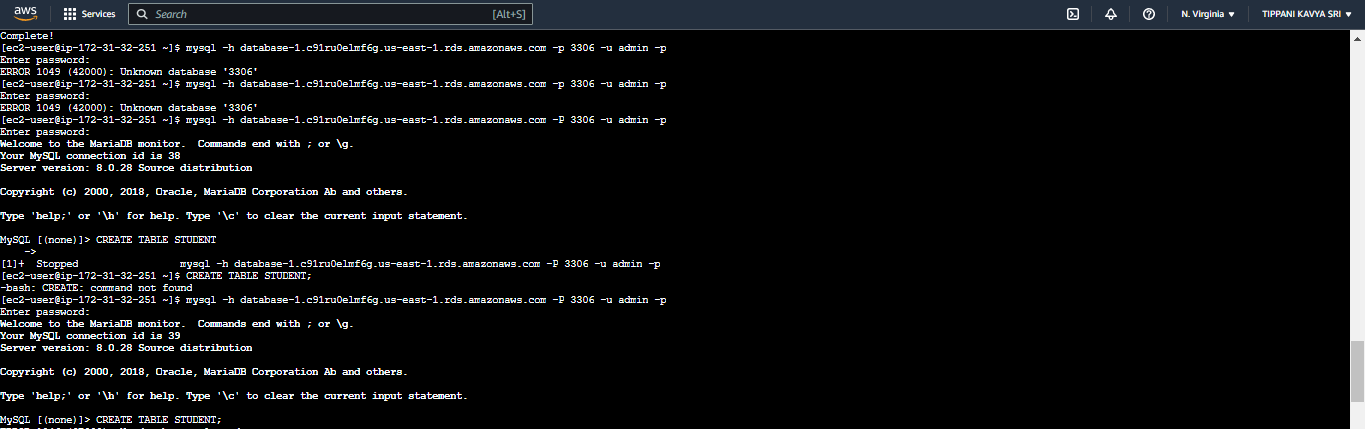 aws
Services
Search [Alt+S]
N. Virginia
TIPPANI KAVYA SRI
Complete!
[ec2-user@ip-172-31-32-251 ~]$ mysql -h database-1.c91ru0elmf6g.us-east-1.rds.amazonaws.com -p 3306 -u admin -p
Enter password:
ERROR 1049 (42000): Unknown database '3306'
[ec2-user@ip-172-31-32-251 ~]$ mysql -h database-1.c91ru0elmf6g.us-east-1.rds.amazonaws.com -p 3306 -u admin -p
Enter password:
ERROR 1049 (42000): Unknown database '3306'
[ec2-user@ip-172-31-32-251 ~]$ mysql -h database-1.c91ru0elmf6g.us-east-1.rds.amazonaws.com -P 3306 -u admin -p
Enter password:
Welcome to the MariaDB monitor.  Commands end with ; or \g.
Your MySQL connection id is 38
Server version: 8.0.28 Source distribution
Copyright (c) 2000, 2018, Oracle, MariaDB Corporation Ab and others.
Type 'help;' or '\h' for help. Type '\c' to clear the current input statement.
MySQL [(none)]> CREATE TABLE STUDENT
    ->
[1]+  Stopped                 mysql -h database-1.c91ru0elmf6g.us-east-1.rds.amazonaws.com -P 3306 -u admin -p
[ec2-user@ip-172-31-32-251 ~]$ CREATE TABLE STUDENT;
-bash: CREATE: command not found
[ec2-user@ip-172-31-32-251 ~]$ mysql -h database-1.c91ru0elmf6g.us-east-1.rds.amazonaws.com -P 3306 -u admin -p
Enter password:
Welcome to the MariaDB monitor.  Commands end with ; or \g.
Your MySQL connection id is 39
Server version: 8.0.28 Source distribution
Copyright (c) 2000, 2018, Oracle, MariaDB Corporation Ab and others.
Type 'help;' or '\h' for help. Type '\c' to clear the current input statement.
MySQL [(none)]> CREATE TABLE STUDENT;